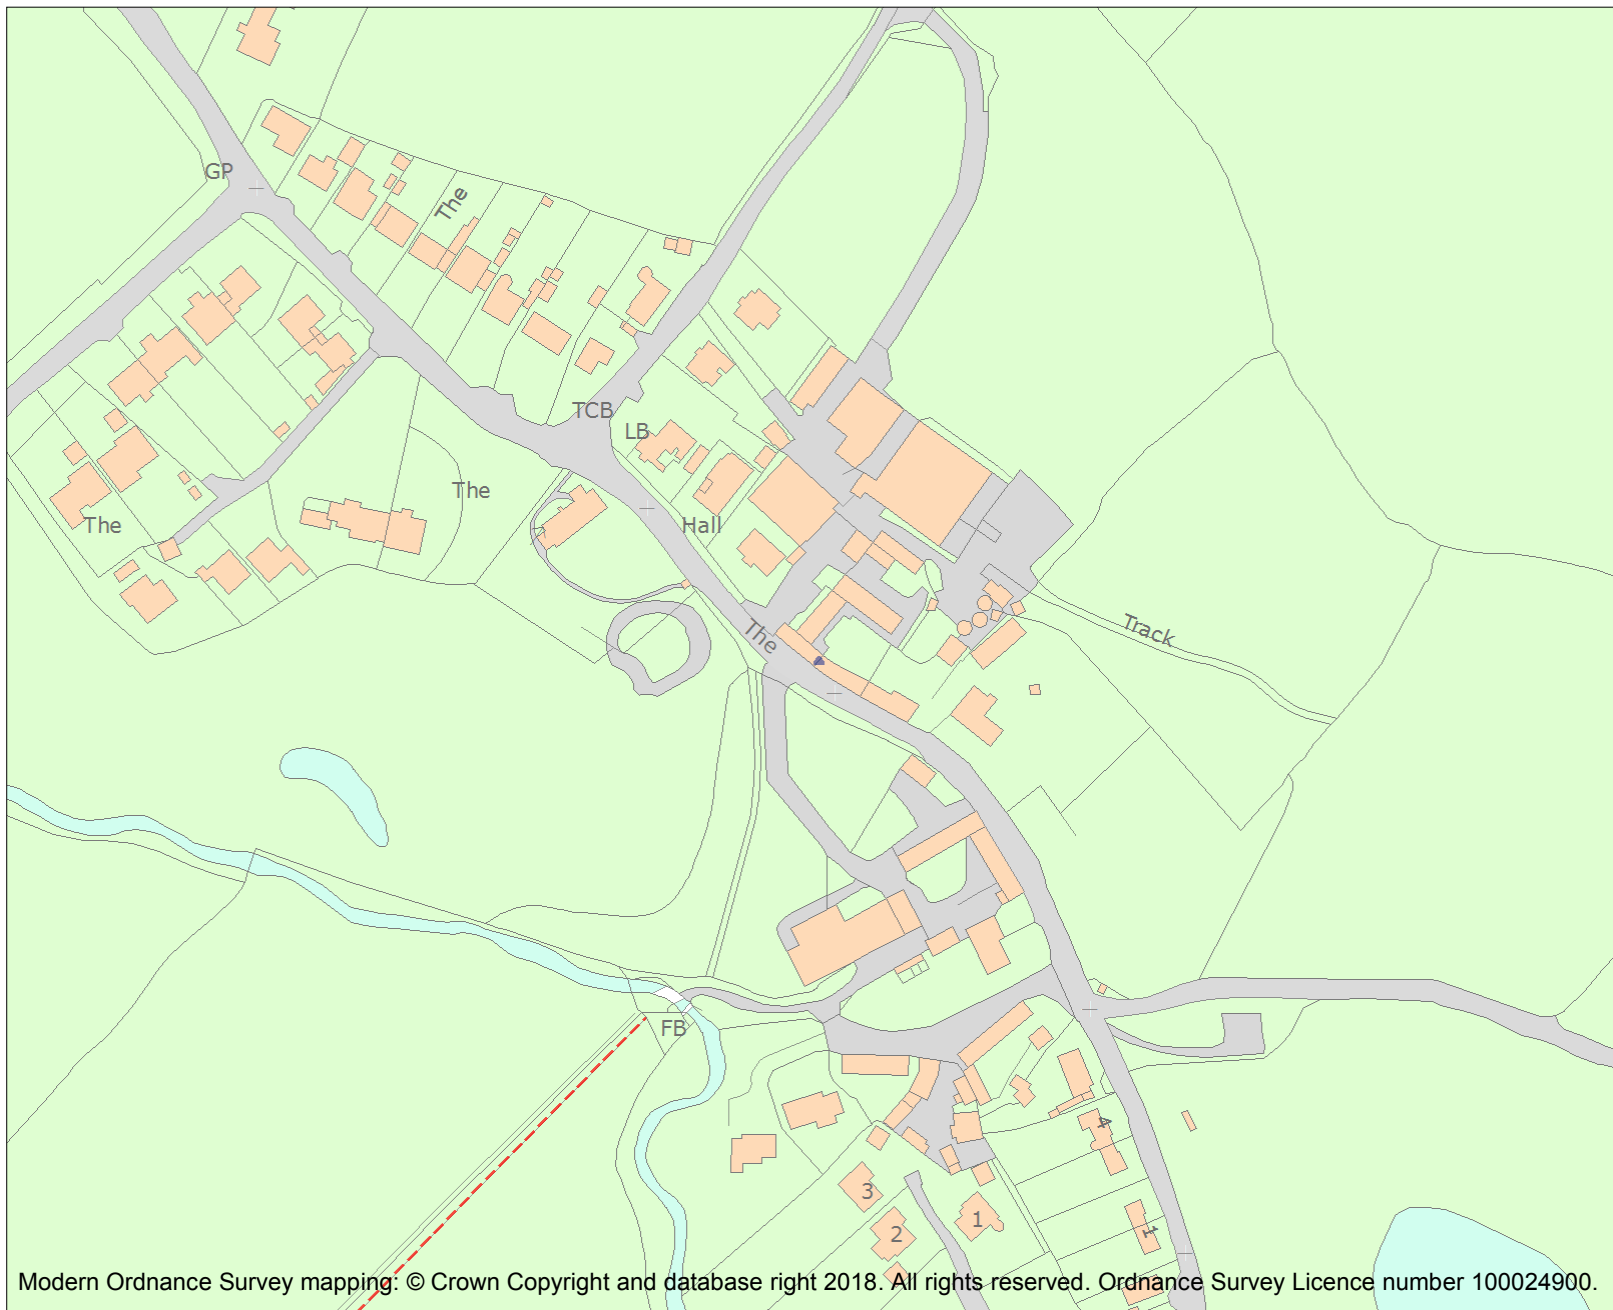 GP
The
TCB
LB
The
The
Hall
Track
The
FB
4
3
1
2
1
Modern Ordnance Survey mapping: © Crown Copyright and database right 2018. All rights reserved. Ordnance Survey Licence number 100024900.